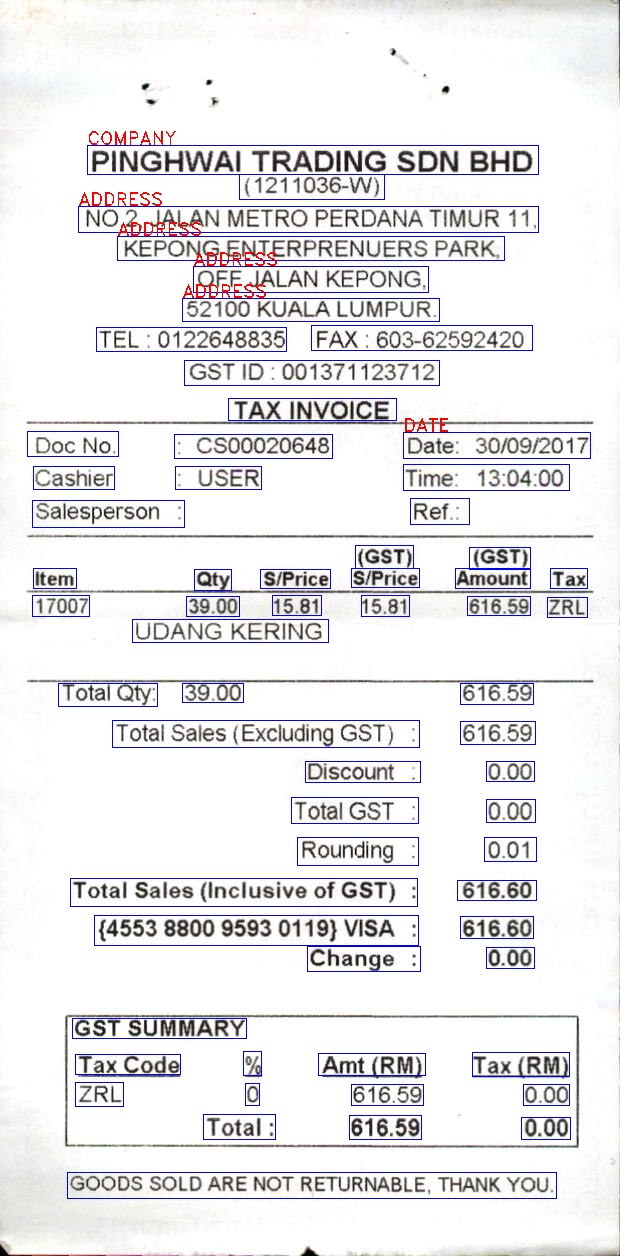 COMPANY
PINGHWAI TRADING SDN BHD
(1211036-W)
ADDRESS
NO.2, JALAN METRO PERDANA TIMUR 11,
ADDRESS
KEPONG ENTERPRENUERS PARK,
ADDRESS
OFF JALAN KEPONG,
ADDRESS
52100 KUALA LUMPUR.
TEL : 0122648835 FAX : 603-62592420
GST ID : 001371123712
TAX INVOICE
DATE
Doc No. : CS00020648 Date: 30/09/2017
Cashier : USER Time: 13:04:00
Salesperson : Ref.:
(GST) (GST)
Item Qty S/Price S/Price Amount Tax
17007 39.00 15.81 15.81 616.59 ZRL
UDANG KERING
Total Qty: 39.00 616.59
Total Sales (Excluding GST) : 616.59
Discount : 0.00
Total GST : 0.00
Rounding : 0.01
Total Sales (Inclusive of GST) : 616.60
{4553 8800 9593 0119} VISA : 616.60
Change : 0.00
GST SUMMARY
Tax Code % Amt (RM) Tax (RM)
ZRL 0 616.59 0.00
Total : 616.59 0.00
GOODS SOLD ARE NOT RETURNABLE, THANK YOU.